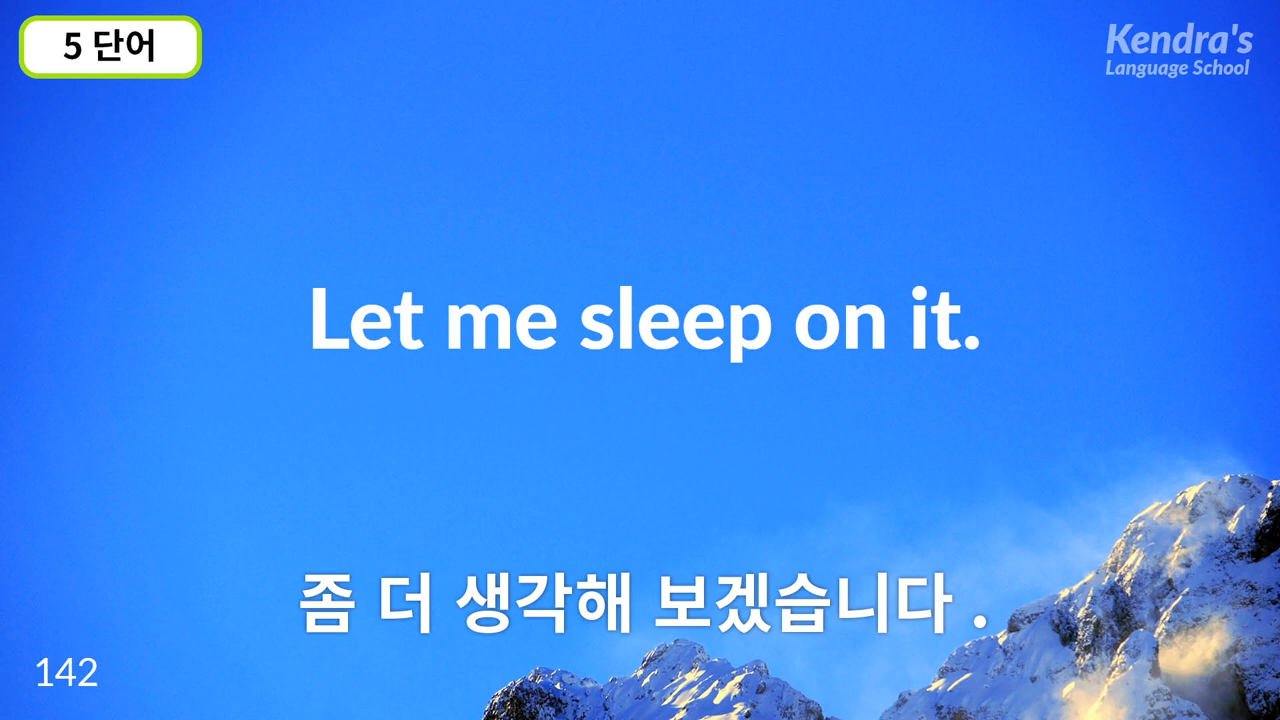 5 단어
Kendra's
Language School
Let me sleep on it.
좀 더 생각해 보겠습니다 .
142